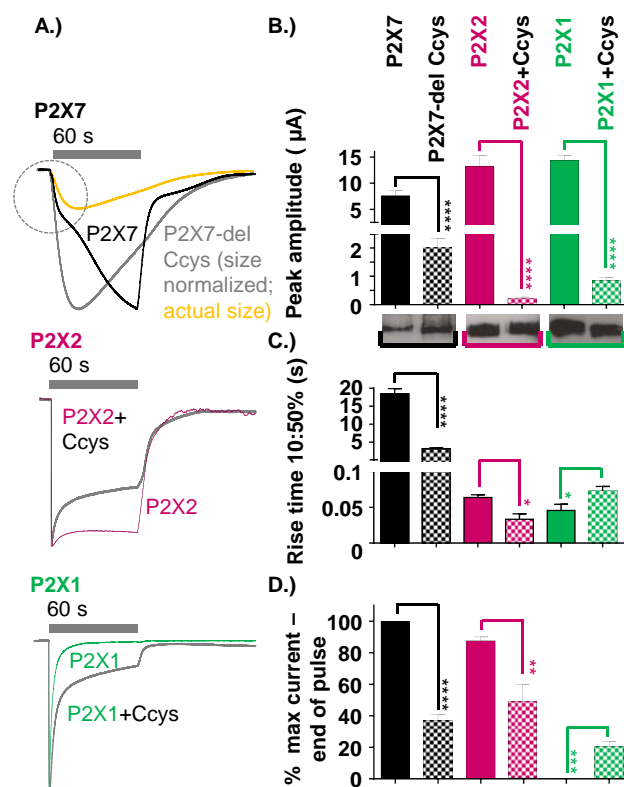 A.)
P2X7
60 s
P2X7
P2X7-del
Ccys (size
normalized;
actual size)
P2X2
60 s
P2X2+
Ccys
P2X2
P2X1
60 s
P2X1
P2X1+Ccys
B.)
P2X7
P2X7-del Ccys
P2X2
P2X2+Ccys
P2X1
P2X1+Ccys
Peak amplitude ( µA)
15
10
5
2
1
0
****
****
****
C.)
Rise time 10:50% (s)
20
15
10
5
0.1
0.05
0
****
*
*
D.)
% max current –
end of pulse
100
80
60
40
20
0
****
**
***